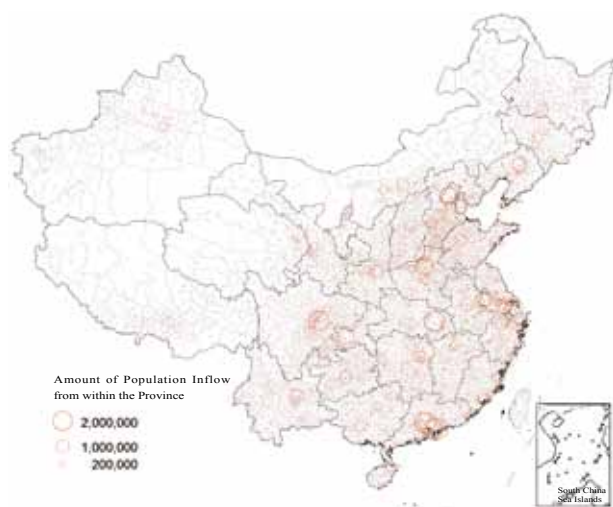 Amount of Population Inflow
from within the Province
2,000,000
1,000,000
200,000
South China
Sea Islands